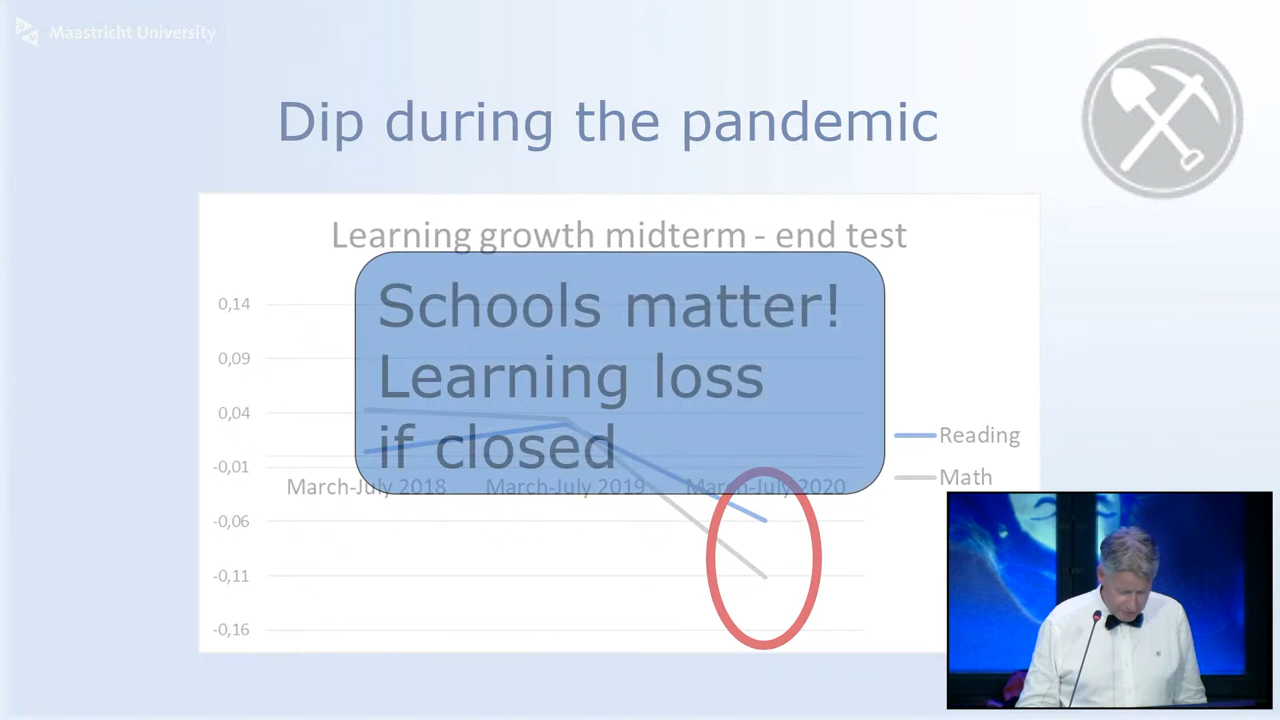 Maastricht University
Dip during the pandemic
Learning growth midterm - end test
Schools matter!
Learning loss
if closed
0,14
0,09
0,04
-0,01
-0,06
-0,11
-0,16
March-July 2018
March-July 2019
March-July 2020
Reading
Math